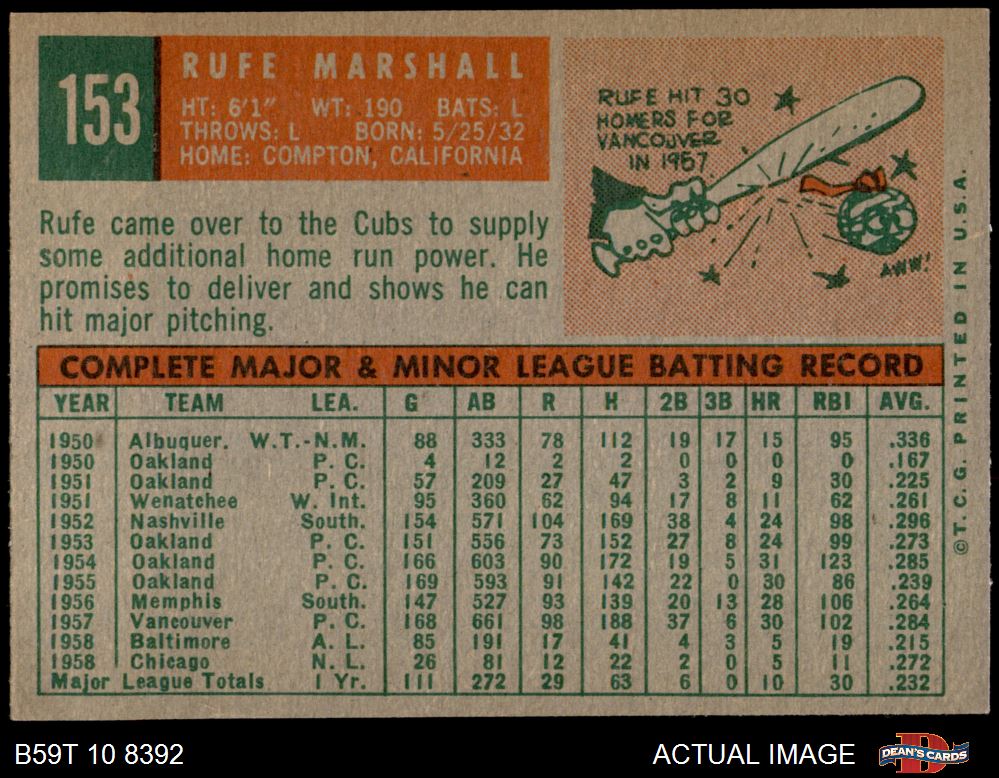 153
RUFE MARSHALL
HT: 6'1" WT: 190 BATS: L
THROWS: L BORN: 5/25/32
HOME: COMPTON, CALIFORNIA
RUFE HIT 30
HOMERS FOR
VANCOUVER
IN 1957
AWW!
Rufe came over to the Cubs to supply
some additional home run power. He
promises to deliver and shows he can
hit major pitching.
COMPLETE MAJOR & MINOR LEAGUE BATTING RECORD
YEAR TEAM LEA. G AB R H 2B 3B HR RBI AVG.
1950 Albuquer. W.T.-N.M. 88 333 78 112 19 17 15 95 .336
1950 Oakland P. C. 4 12 2 2 0 0 0 0 .167
1951 Oakland P. C. 57 209 27 47 3 2 9 30 .225
1951 Wenatchee W. Int. 95 360 62 94 17 8 11 62 .261
1952 Nashville South. 154 571 104 169 38 4 24 98 .296
1953 Oakland P. C. 151 556 73 152 27 8 24 99 .273
1954 Oakland P. C. 166 603 90 172 19 5 31 123 .285
1955 Oakland P. C. 169 593 91 142 22 0 30 86 .239
1956 Memphis South. 147 527 93 139 20 13 28 106 .264
1957 Vancouver P. C. 168 661 98 188 37 6 30 102 .284
1958 Baltimore A. L. 85 191 17 41 4 3 5 19 .215
1958 Chicago N. L. 26 81 12 22 2 0 5 11 .272
Major League Totals 1 Yr. 111 272 29 63 6 0 10 30 .232
© T. C. G. PRINTED IN U.S.A.
B59T 10 8392
ACTUAL IMAGE
DEAN'S CARDS